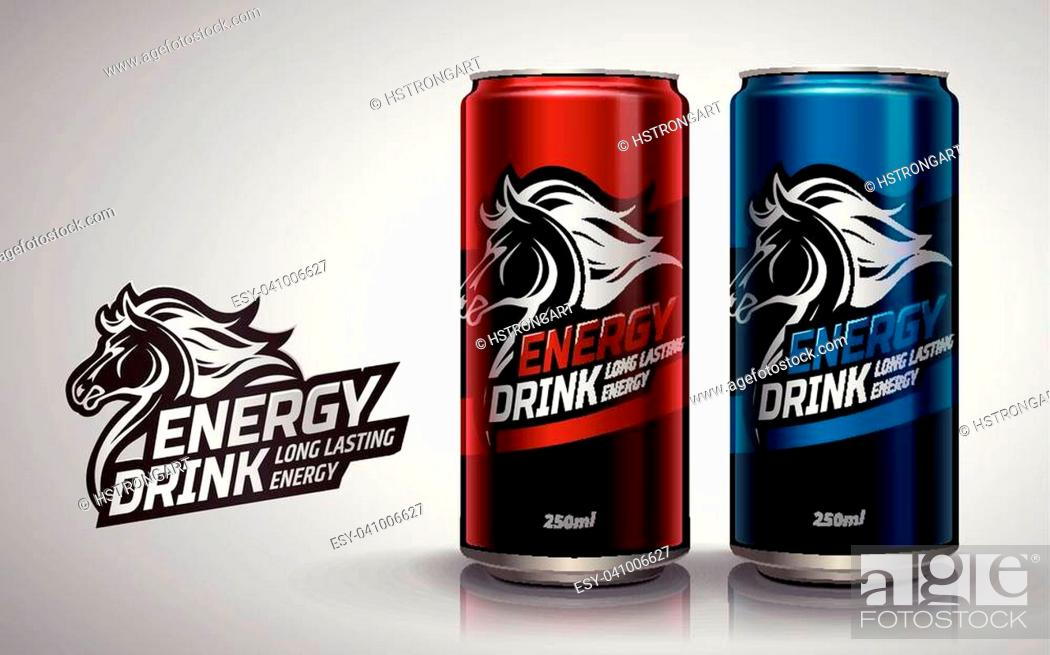 www.agefotostock.com
© HSTRONGART
© HSTRONGART
© HSTRONGART
agefotostock.com
ESY-041006627
© HSTRONGART
ENERGY
DRINK
LONG LASTING
ENERGY
© HSTRONGART
ESY-041006627
ENERGY
DRINK
LONG LASTING
ENERGY
250ml
ESY-041006627
ENERGY
DRINK
LONG LASTING
ENERGY
250ml
www.agefotostock.com
© HSTRONGART
age
FOTOSTOCK
®